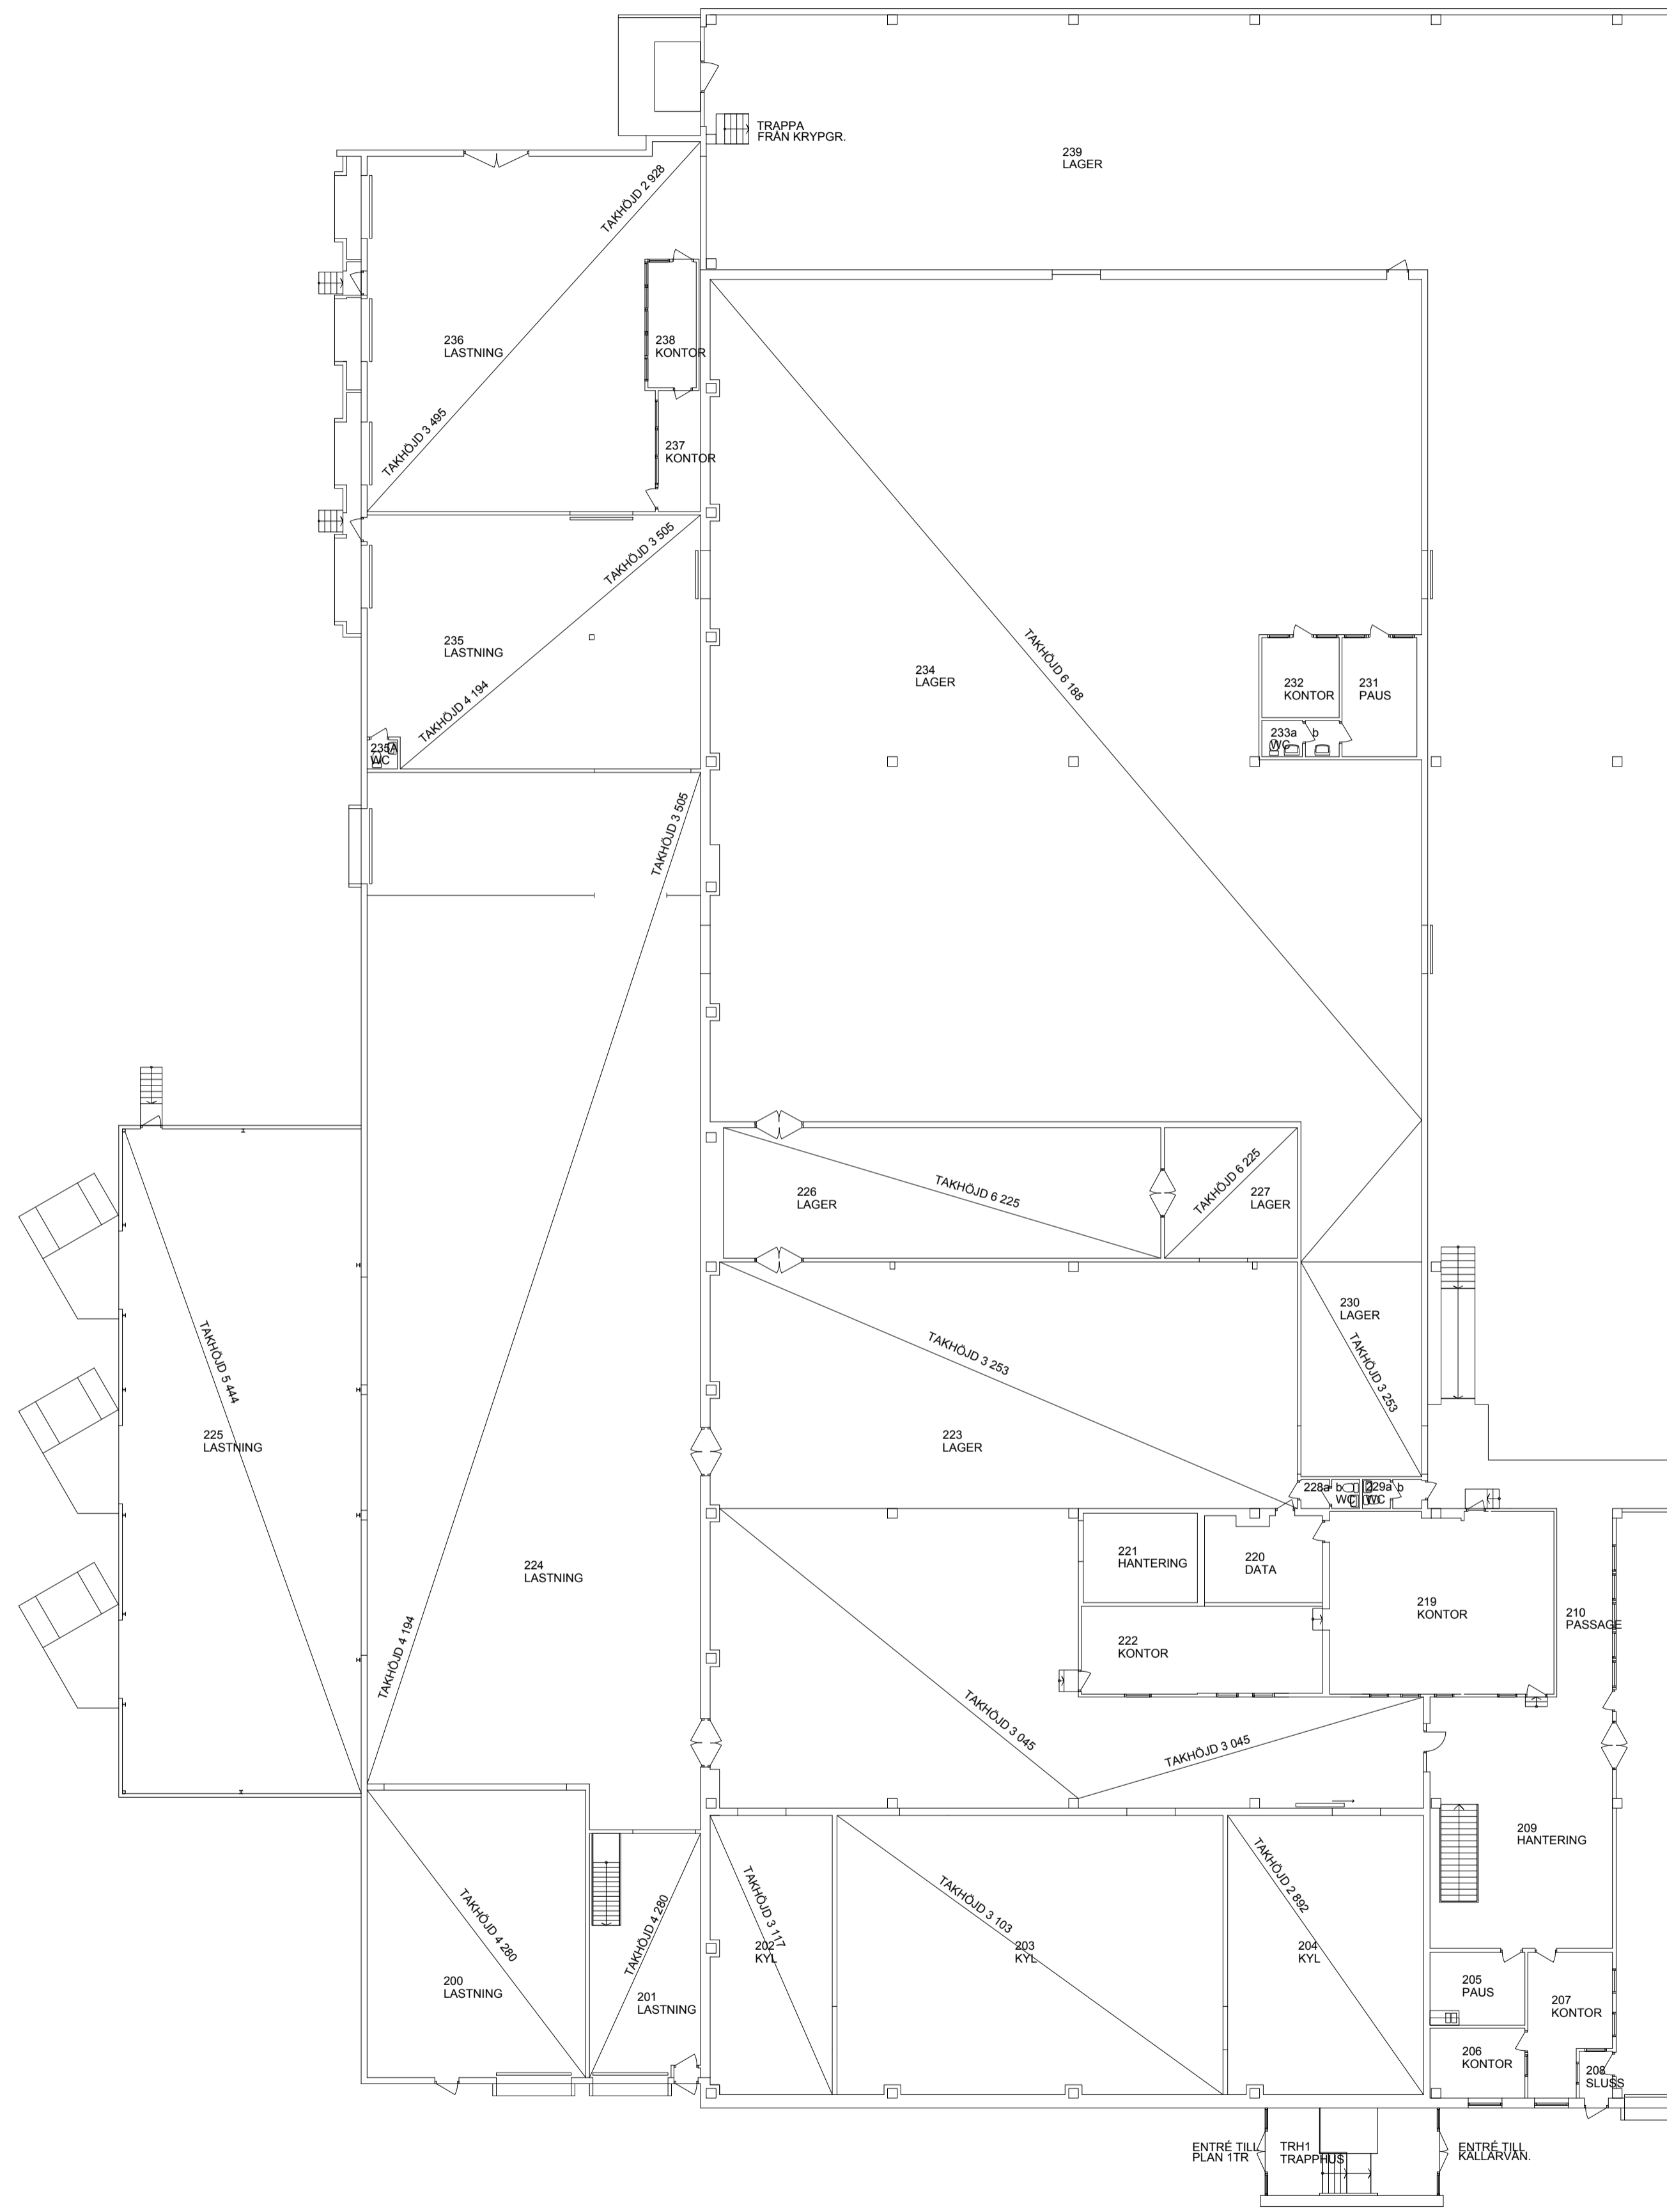 TRAPPA
FRÅN KRYPGR.
239
LAGER
TAKHÖJD 2 928
236
LASTNING
238
KONTOR
TAKHÖJD 3 495
237
KONTOR
TAKHÖJD 3 505
235
LASTNING
TAKHÖJD 4 194
235A
WC
234
LAGER
TAKHÖJD 6 188
232
KONTOR
231
PAUS
233a b
WC
TAKHÖJD 3 505
226
LAGER
TAKHÖJD 6 225
TAKHÖJD 6 225
227
LAGER
230
LAGER
TAKHÖJD 3 253
TAKHÖJD 3 253
TAKHÖJD 5 444
225
LASTNING
223
LAGER
228a b
WC
229a b
WC
224
LASTNING
TAKHÖJD 4 194
221
HANTERING
220
DATA
219
KONTOR
210
PASSAGE
222
KONTOR
TAKHÖJD 3 045
TAKHÖJD 3 045
209
HANTERING
TAKHÖJD 4 280
TAKHÖJD 4 280
TAKHÖJD 3 117
TAKHÖJD 3 103
TAKHÖJD 2 892
202
KYL
203
KYL
204
KYL
200
LASTNING
201
LASTNING
205
PAUS
207
KONTOR
206
KONTOR
208
SLUSS
ENTRÉ TILL
PLAN 1TR
TRH1
TRAPPHUS
ENTRÉ TILL
KÄLLARVÅN.